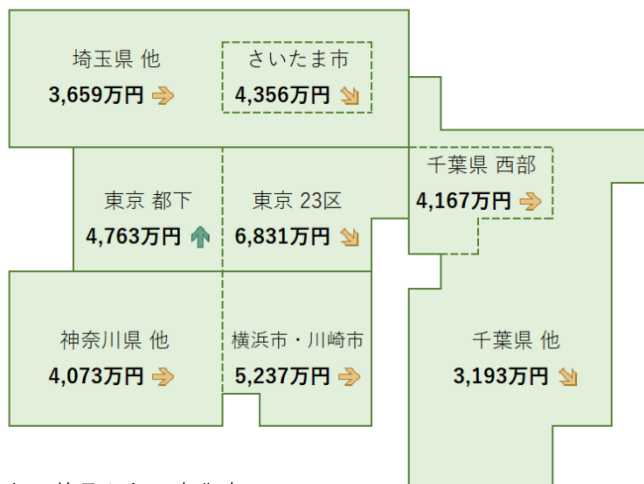 埼玉県 他
3,659万円
さいたま市
4,356万円
千葉県 西部
4,167万円
東京 都下
4,763万円
東京 23区
6,831万円
神奈川県 他
4,073万円
横浜市・川崎市
5,237万円
千葉県 他
3,193万円